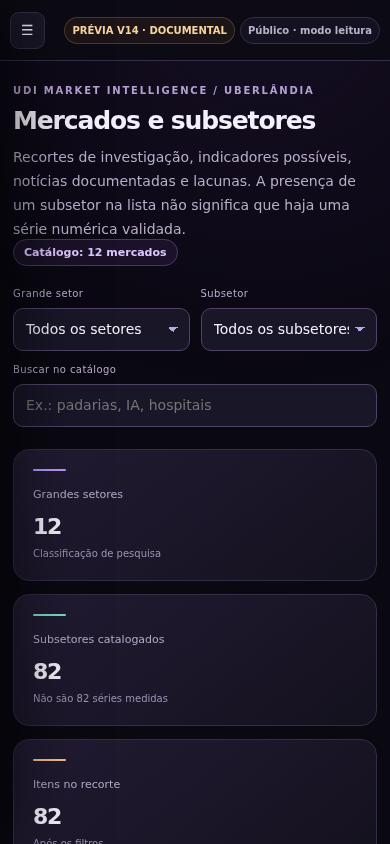 ☰
PRÉVIA V14 · DOCUMENTAL
Público · modo leitura
UDI MARKET INTELLIGENCE / UBERLÂNDIA
Mercados e subsetores
Recortes de investigação, indicadores possíveis,
notícias documentadas e lacunas. A presença de
um subsetor na lista não significa que haja uma
série numérica validada.
Catálogo: 12 mercados
Grande setor
Subsetor
Todos os setores
Todos os subsetores
Buscar no catálogo
Ex.: padarias, IA, hospitais
Grandes setores
12
Classificação de pesquisa
Subsetores catalogados
82
Não são 82 séries medidas
Itens no recorte
82
Após os filtros